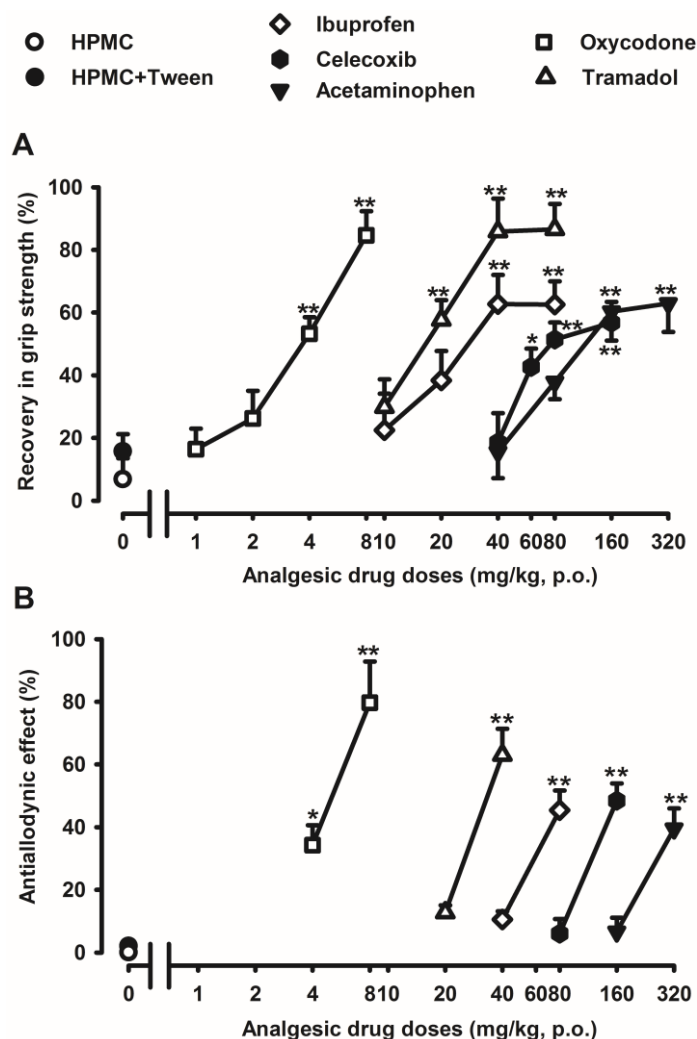 HPMC
HPMC+Tween
Ibuprofen
Celecoxib
Acetaminophen
Oxycodone
Tramadol
A
Recovery in grip strength (%)
100
80
60
40
20
0
**
**
**
**
**
**
**
*
**
**
**
**
0 1 2 4 810 20 40 6080 160 320
Analgesic drug doses (mg/kg, p.o.)
B
Antiallodynic effect (%)
100
80
60
40
20
0
**
*
**
**
**
**
0 1 2 4 810 20 40 6080 160 320
Analgesic drug doses (mg/kg, p.o.)